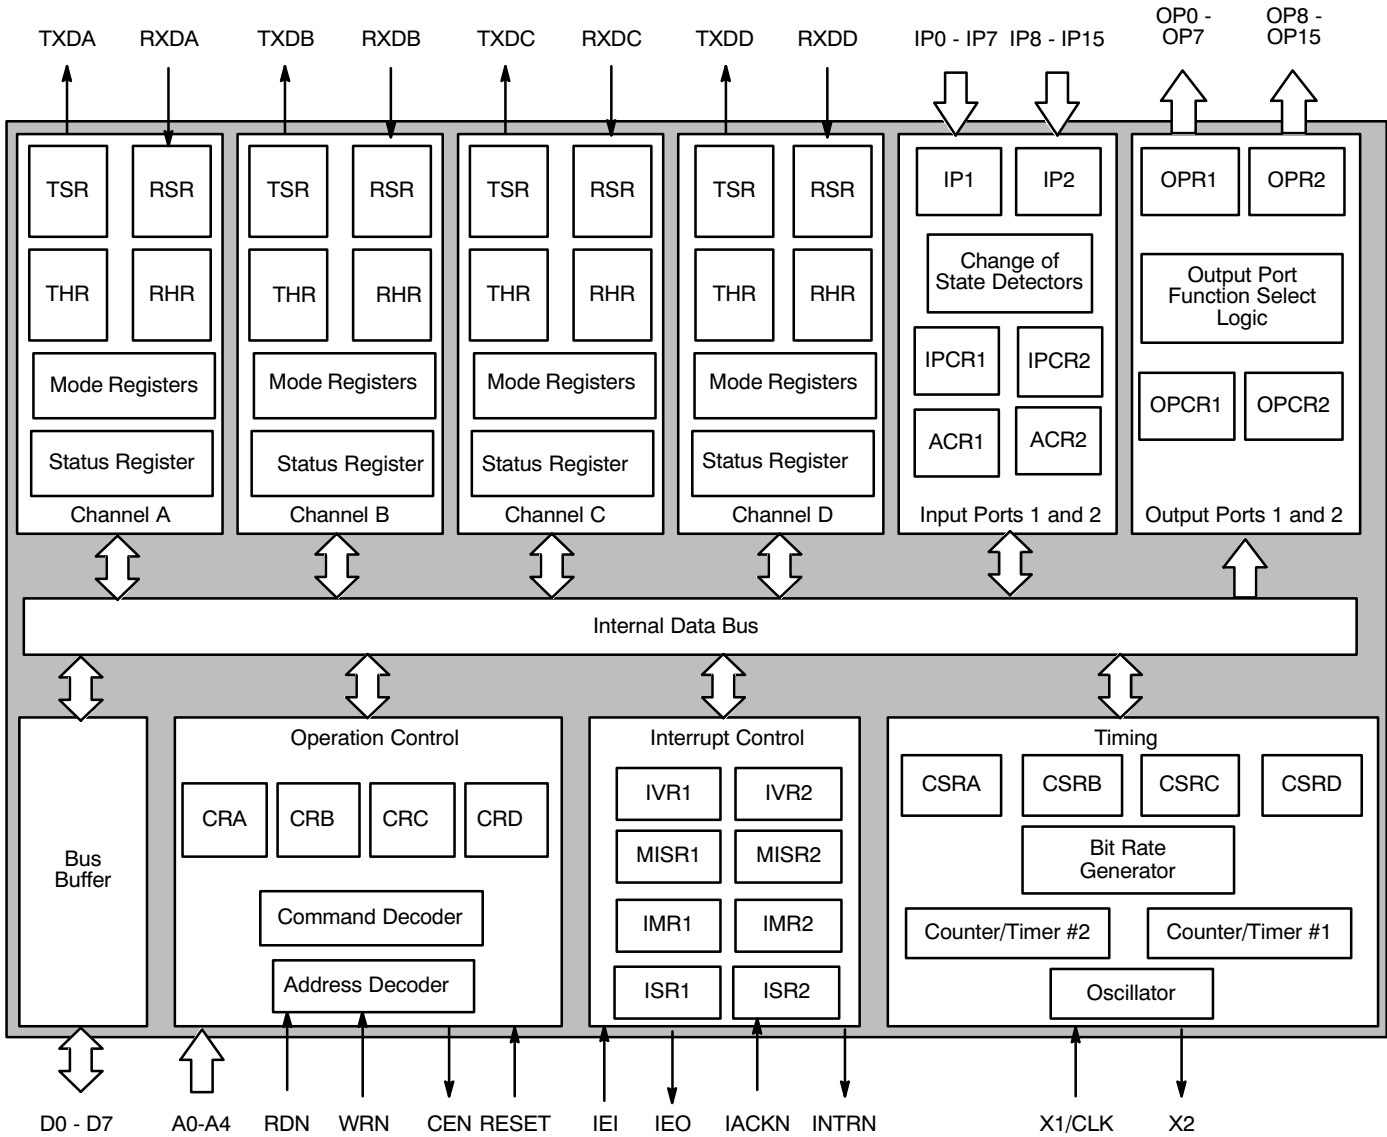 TXDA RXDA TXDB RXDB TXDC RXDC TXDD RXDD IP0 - IP7 IP8 - IP15 OP0 - OP7 OP8 - OP15
TSR RSR
THR RHR
Mode Registers
Status Register
Channel A
TSR RSR
THR RHR
Mode Registers
Status Register
Channel B
TSR RSR
THR RHR
Mode Registers
Status Register
Channel C
TSR RSR
THR RHR
Mode Registers
Status Register
Channel D
IP1 IP2
Change of
State Detectors
IPCR1 IPCR2
ACR1 ACR2
Input Ports 1 and 2
OPR1 OPR2
Output Port
Function Select
Logic
OPCR1 OPCR2
Output Ports 1 and 2
Internal Data Bus
Bus
Buffer
Operation Control
CRA CRB CRC CRD
Command Decoder
Address Decoder
Interrupt Control
IVR1 IVR2
MISR1 MISR2
IMR1 IMR2
ISR1 ISR2
Timing
CSRA CSRB CSRC CSRD
Bit Rate
Generator
Counter/Timer #2 Counter/Timer #1
Oscillator
D0 - D7 A0-A4 RDN WRN CEN RESET IEI IEO IACKN INTRN X1/CLK X2